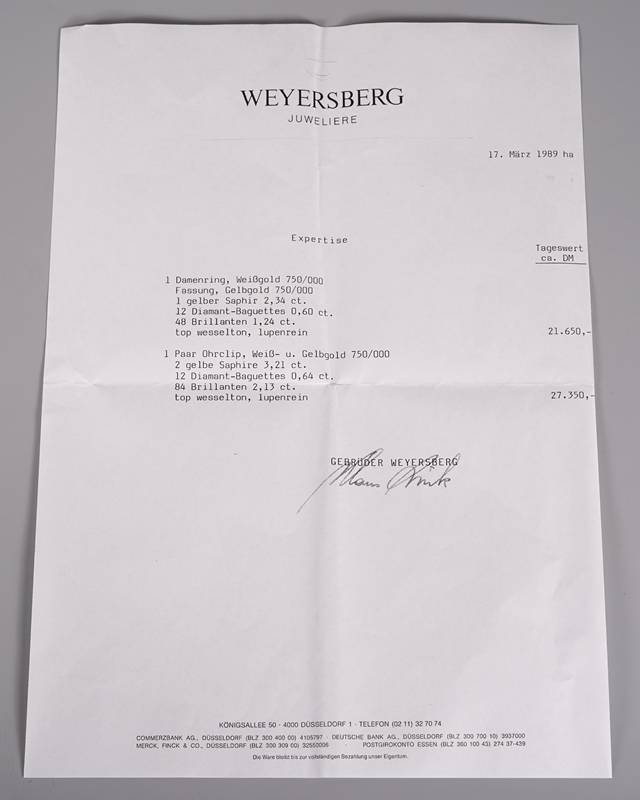 WEYERSBERG
JUWELIERE
17. März 1989 ha
Expertise
Tageswert
ca. DM
1 Damenring, Weißgold 750/000
Fassung, Gelbgold 750/000
1 gelber Saphir 2,34 ct.
12 Diamant-Baguettes 0,60 ct.
48 Brillanten 1,24 ct.
top wesselton, lupenrein 21.650,-
1 Paar Ohrclip, Weiß- u. Gelbgold 750/000
2 gelbe Saphire 3,21 ct.
12 Diamant-Baguettes 0,64 ct.
84 Brillanten 2,13 ct.
top wesselton, lupenrein 27.350,-
GEBRÜDER WEYERSBERG
KÖNIGSALLEE 50 · 4000 DÜSSELDORF 1 · TELEFON (02 11) 32 70 74
COMMERZBANK AG., DÜSSELDORF (BLZ 300 400 00) 4105797 · DEUTSCHE BANK AG., DÜSSELDORF (BLZ 300 700 10) 3937000
MERCK, FINCK & CO., DÜSSELDORF (BLZ 300 309 00) 32550006 · POSTGIROKONTO ESSEN (BLZ 360 100 43) 274 37-439
Die Ware bleibt bis zur vollständigen Bezahlung unser Eigentum.